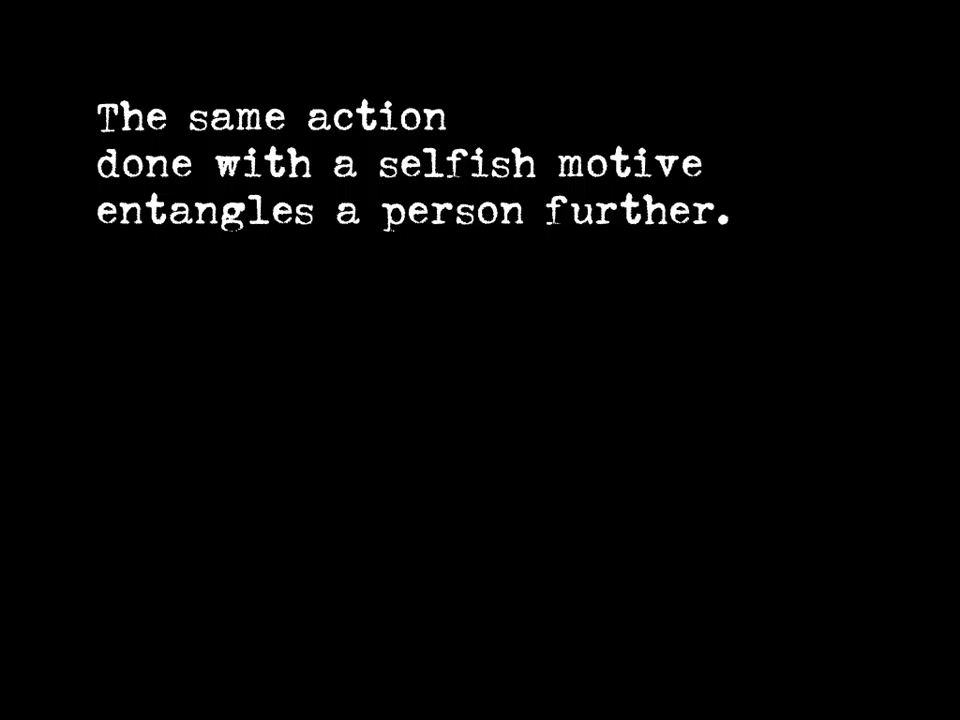 The same action
done with a selfish motive
entangles a person further.